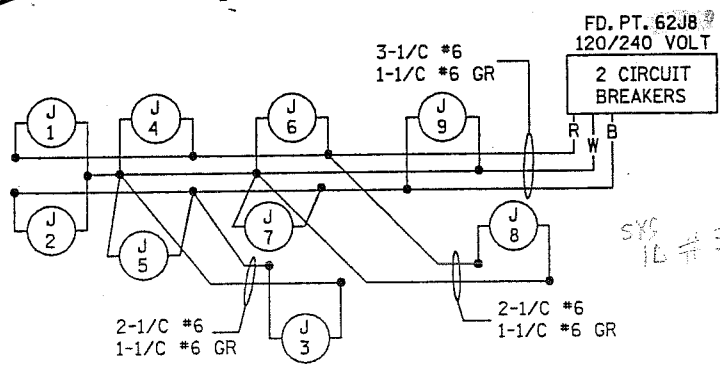 FD. PT. 62J8
120/240 VOLT
2 CIRCUIT
BREAKERS
R W B
3-1/C #6
1-1/C #6 GR
J
1
J
4
J
6
J
9
J
2
J
5
J
7
J
8
J
3
2-1/C #6
1-1/C #6 GR
2-1/C #6
1-1/C #6 GR
# 3